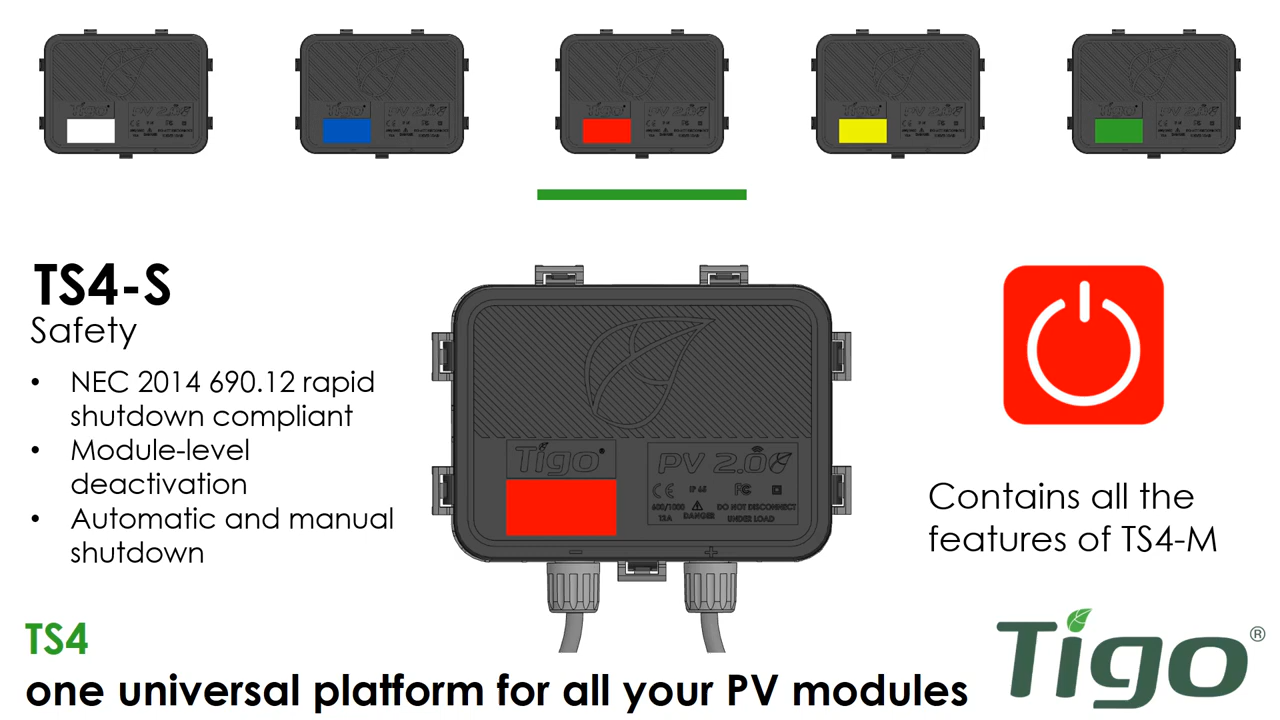 TS4-S
Safety
• NEC 2014 690.12 rapid
shutdown compliant
• Module-level
deactivation
• Automatic and manual
shutdown
Tigo®
PV 2.0
CE IP 65 FC
600/1000 DANGER DO NOT DISCONNECT
UNDER LOAD
− +
Contains all the
features of TS4-M
TS4
one universal platform for all your PV modules
Tigo®